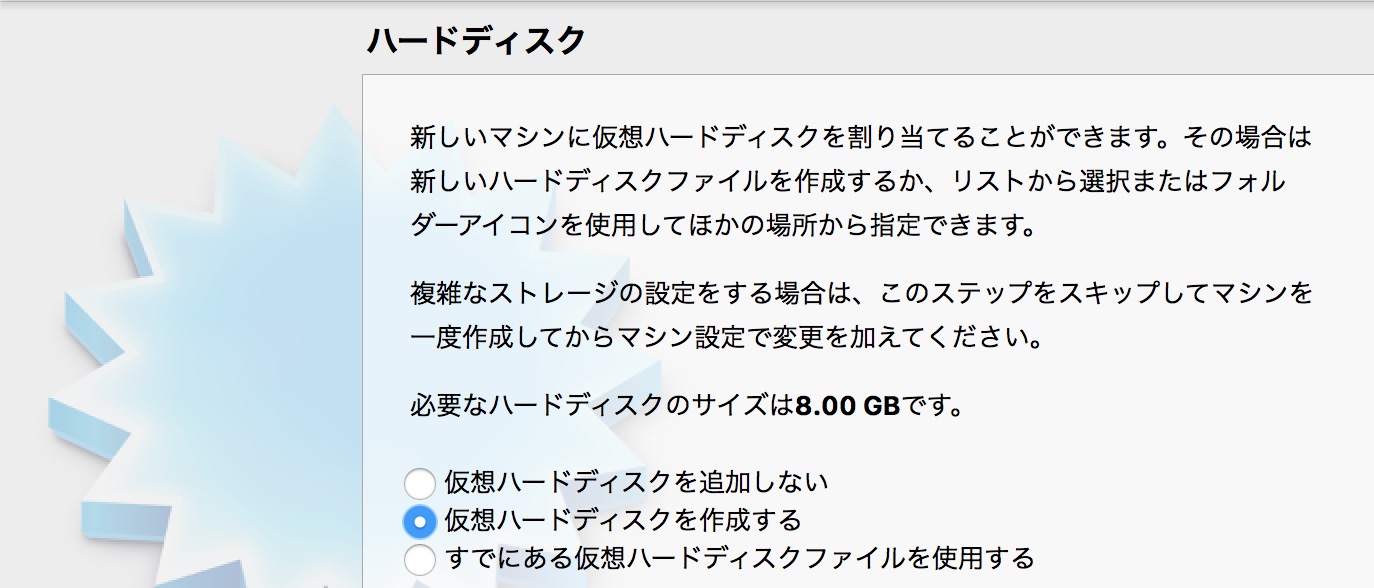 ハードディスク
新しいマシンに仮想ハードディスクを割り当てることができます。その場合は
新しいハードディスクファイルを作成するか、リストから選択またはフォル
ダーアイコンを使用してほかの場所から指定できます。
複雑なストレージの設定をする場合は、このステップをスキップしてマシンを
一度作成してからマシン設定で変更を加えてください。
必要なハードディスクのサイズは8.00 GBです。
仮想ハードディスクを追加しない
仮想ハードディスクを作成する
すでにある仮想ハードディスクファイルを使用する